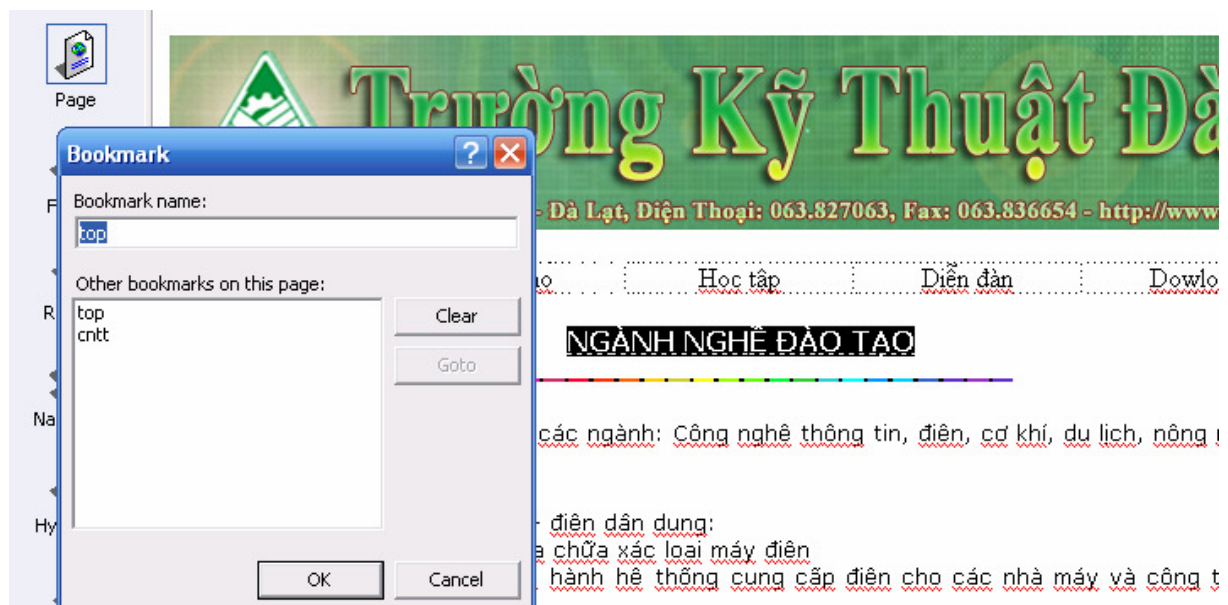 Page
Trường Kỹ Thuật Đà
- Đà Lạt, Điện Thoại: 063.827063, Fax: 063.836654 - http://www
Bookmark
Bookmark name:
top
Other bookmarks on this page:
top
cntt
Clear
Goto
OK
Cancel
Học tập
Diễn đàn
Dowlo
NGÀNH NGHỀ ĐÀO TẠO
các ngành: Công nghệ thông tin, điện, cơ khí, du lịch, nông
điện dân dụng:
chữa xác loại máy điện
hành hệ thống cung cấp điện cho các nhà máy và công t